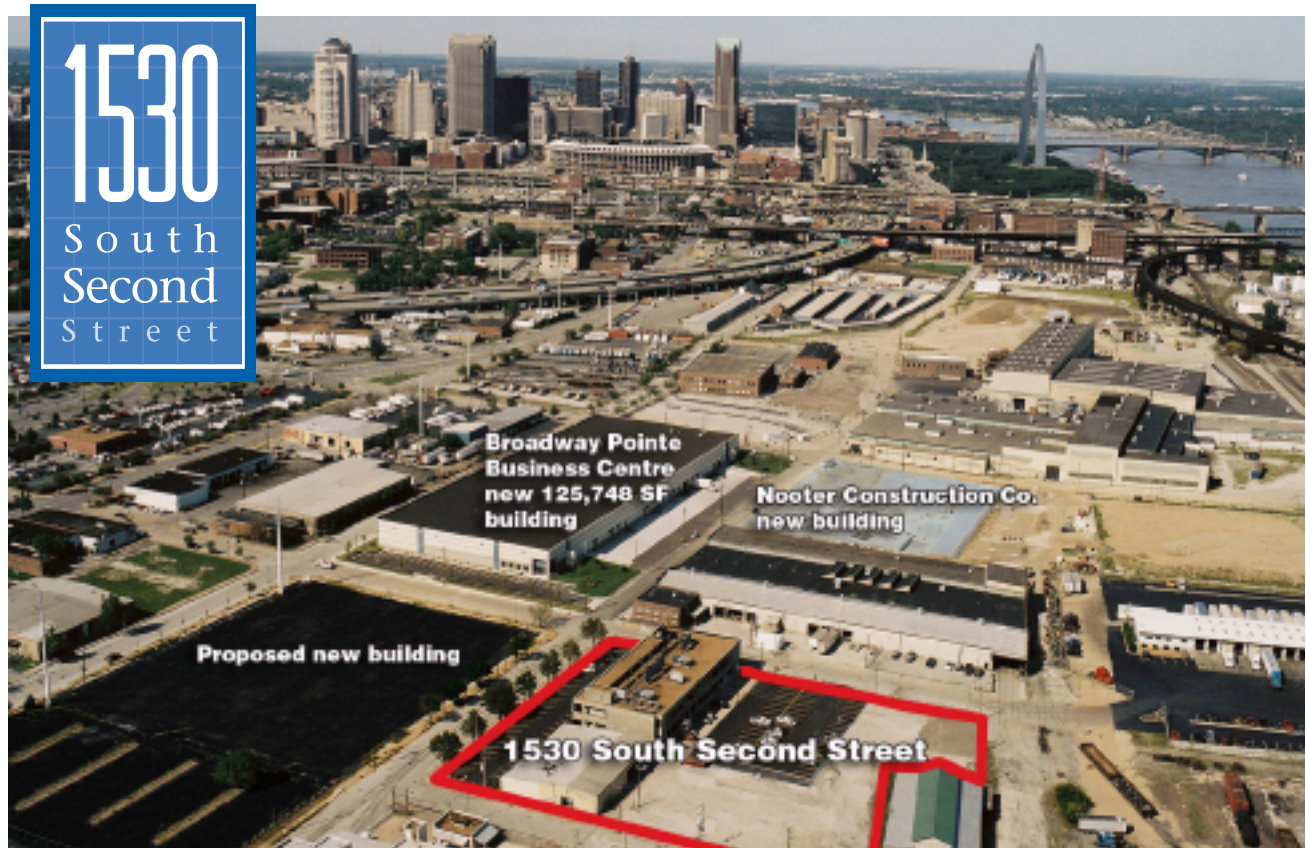 1530
South
Second
Street
Broadway Pointe
Business Centre
new 125,748 SF
building
Nooter Construction Co.
new building
Proposed new building
1530 South Second Street